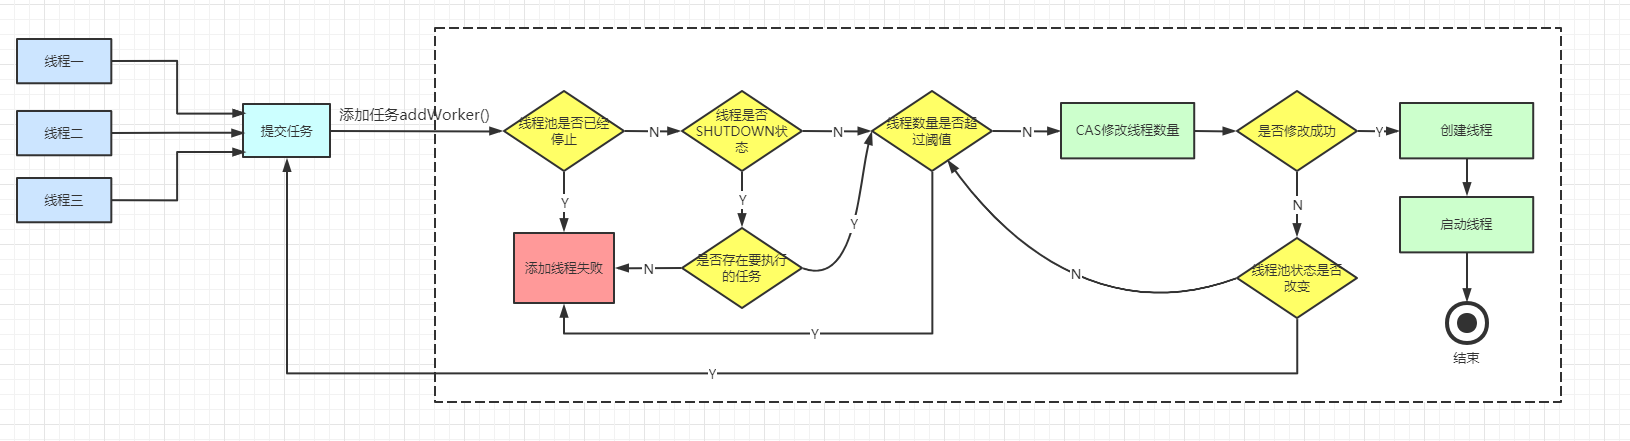 线程一
线程二
线程三
提交任务
添加任务addWorker()
线程池是否已经
停止
N
线程是否
SHUTDOWN状
态
N
线程数量是否超
过阈值
N
CAS修改线程数量
是否修改成功
Y
创建线程
Y
Y
Y
N
启动线程
添加线程失败
N
是否存在要执行
的任务
N
线程池状态是否
改变
Y
Y
结束